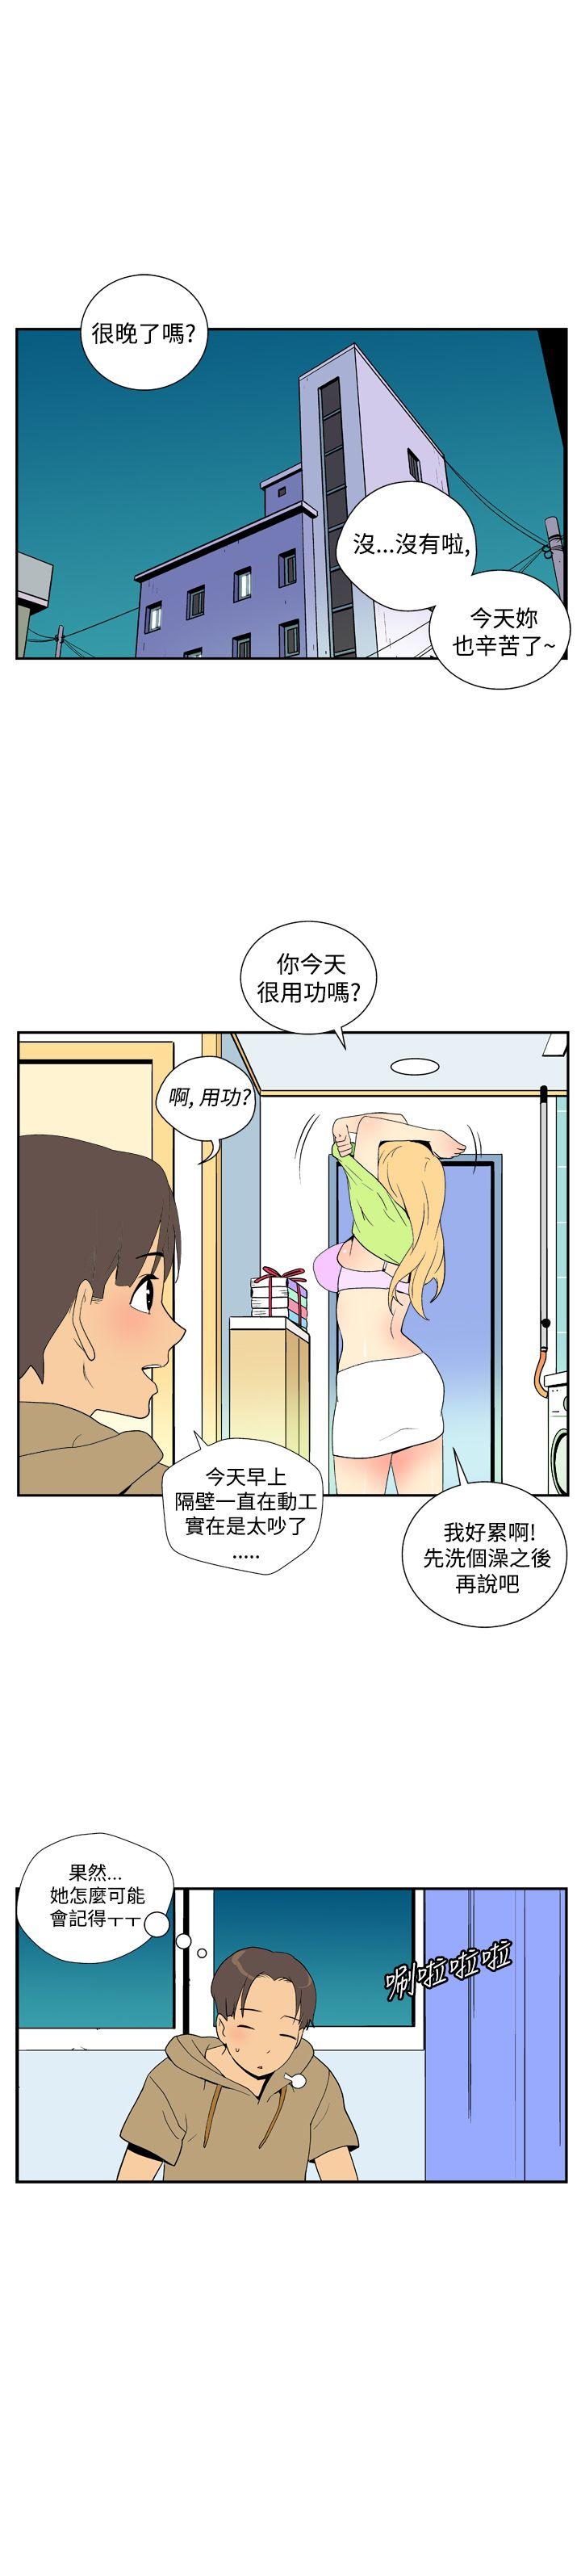 很晚了嗎?
沒...沒有啦,
今天妳
也辛苦了~
你今天
很用功嗎?
啊, 用功?
今天早上
隔壁一直在動工
實在是太吵了
.....
我好累啊!
先洗個澡之後
再說吧
果然...
她怎麼可能
會記得ㅜㅜ
唰啦啦啦